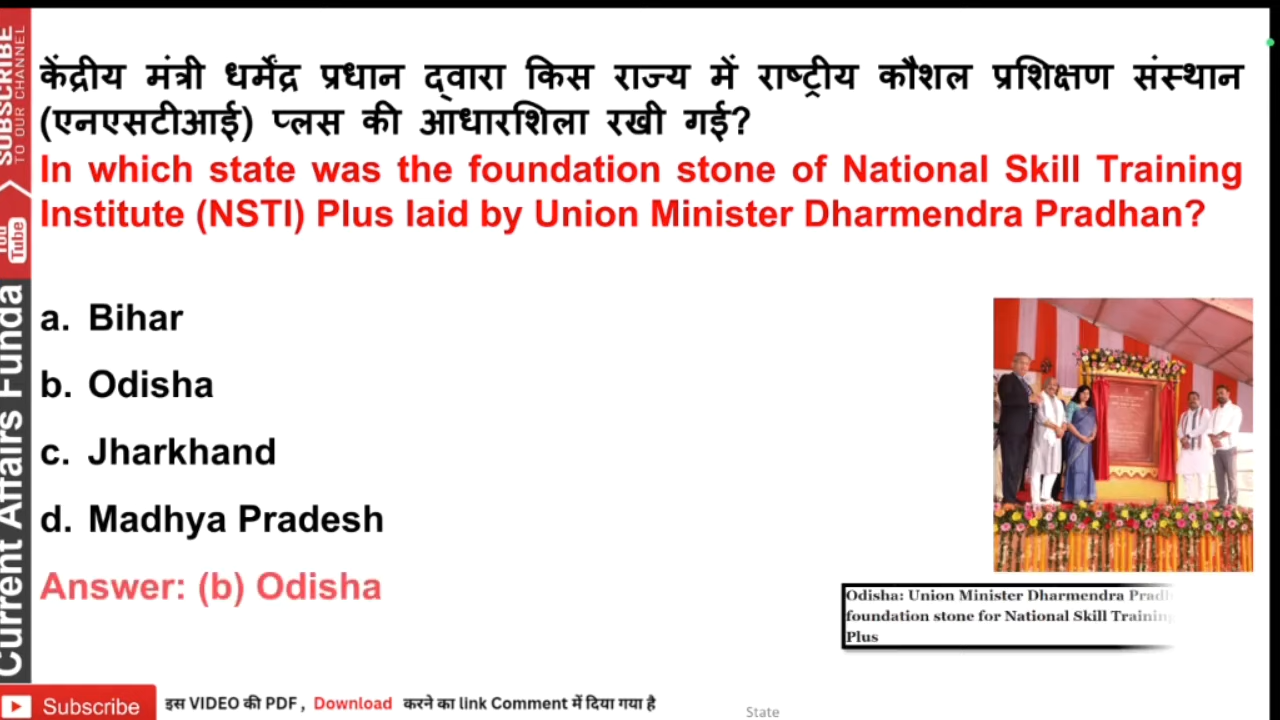 केंद्रीय मंत्री धर्मेंद्र प्रधान द्वारा किस राज्य में राष्ट्रीय कौशल प्रशिक्षण संस्थान
(एनएसटीआई) प्लस की आधारशिला रखी गई?
In which state was the foundation stone of National Skill Training
Institute (NSTI) Plus laid by Union Minister Dharmendra Pradhan?
a. Bihar
b. Odisha
c. Jharkhand
d. Madhya Pradesh
Answer: (b) Odisha
Odisha: Union Minister Dharmendra
foundation stone for National Skill
Plus
SUBSCRIBE
TO OUR CHANNEL
You
Tube
Current Affairs Funda
Subscribe
इस VIDEO की PDF , Download करने का link Comment में दिया गया है
State